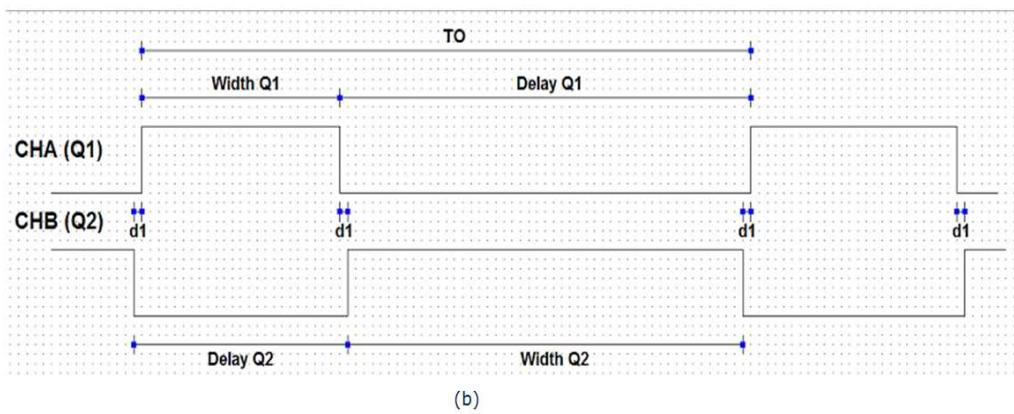 TO
Width Q1 Delay Q1
CHA (Q1)
CHB (Q2)
d1 d1 d1 d1
Delay Q2 Width Q2
(b)